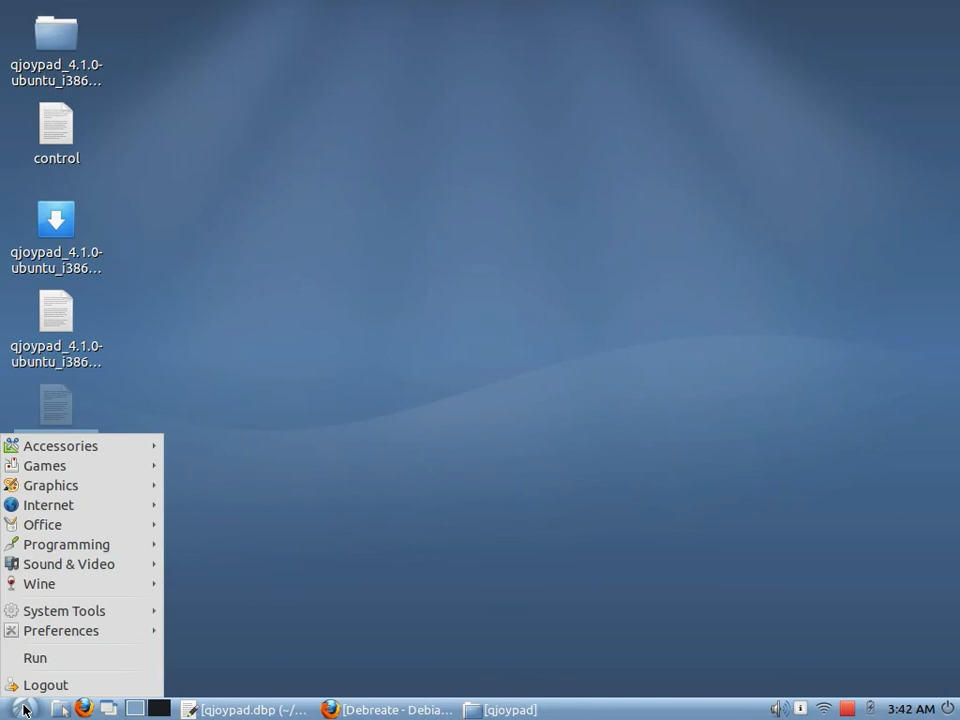 qjoypad_4.1.0-
ubuntu_i386...
control
qjoypad_4.1.0-
ubuntu_i386...
qjoypad_4.1.0-
ubuntu_i386...
Accessories
Games
Graphics
Internet
Office
Programming
Sound & Video
Wine
System Tools
Preferences
Run
Logout
[qjoypad.dbp (~/... [Debreate - Debia... [qjoypad] 3:42 AM